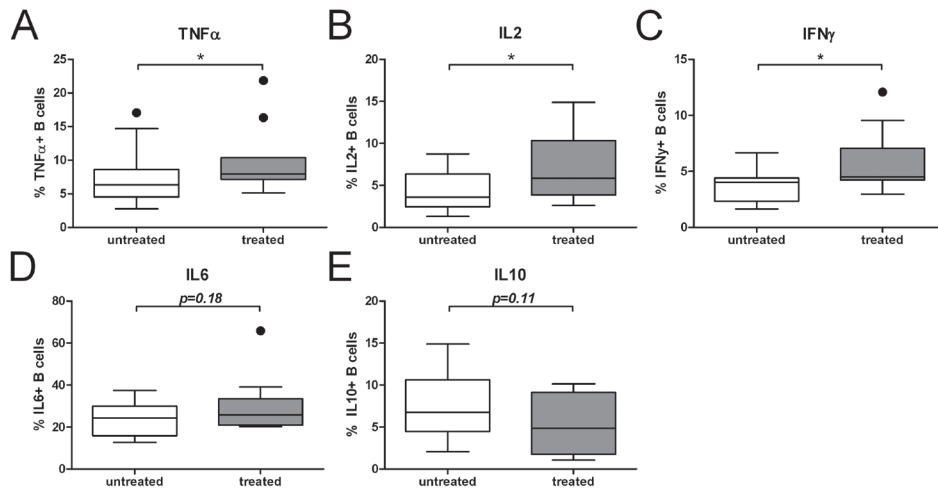 A
TNFα
*
% TNFα+ B cells
25
20
15
10
5
0
untreated
treated
B
IL2
*
% IL2+ B cells
20
15
10
5
0
untreated
treated
C
IFNγ
*
% IFNγ+ B cells
15
10
5
0
untreated
treated
D
IL6
p=0.18
% IL6+ B cells
80
60
40
20
0
untreated
treated
E
IL10
p=0.11
% IL10+ B cells
20
15
10
5
0
untreated
treated